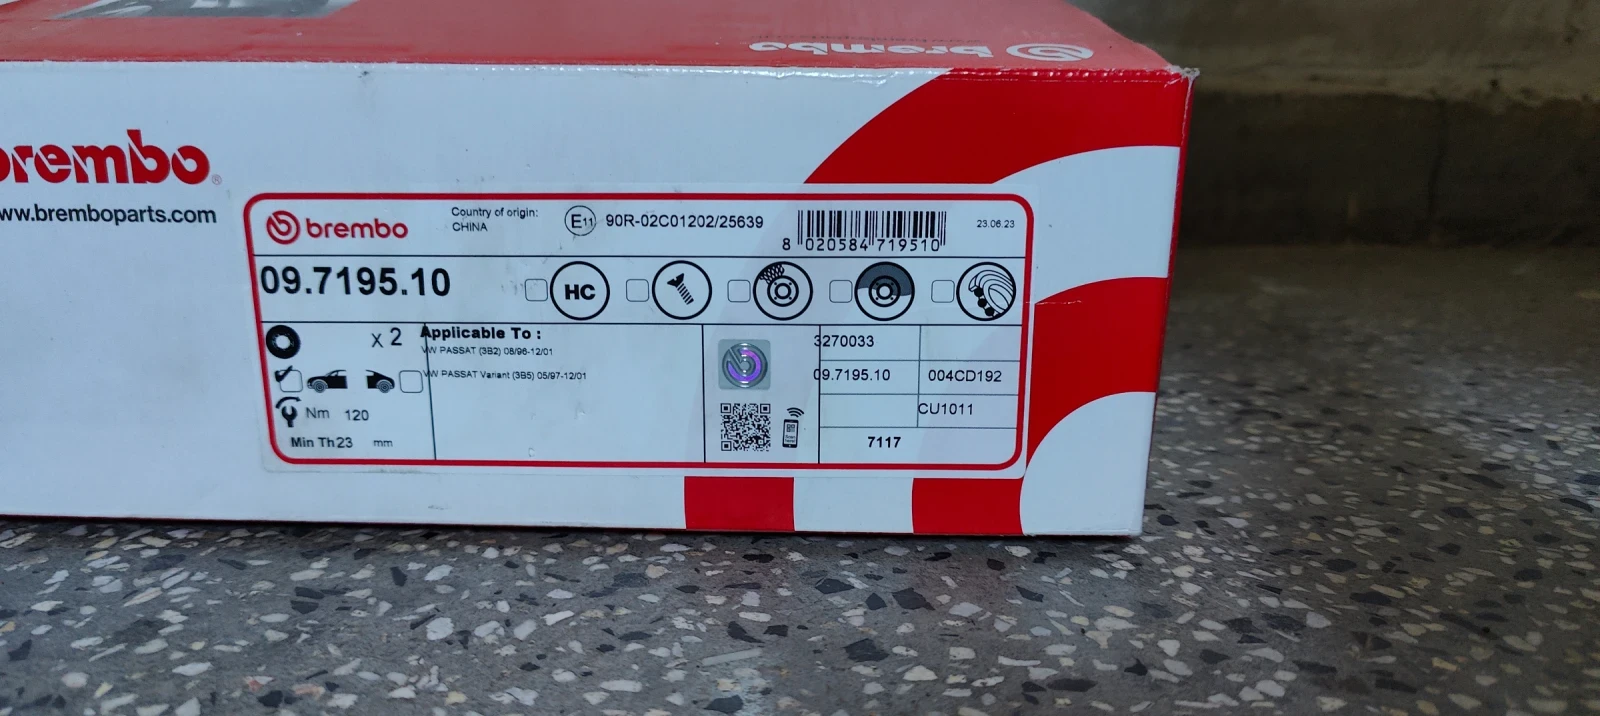 brembo
brembo
www.bremboparts.com
brembo
Country of origin:
CHINA
E11 90R-02C01202/25639
8 020584 719510
23.06.23
09.7195.10
HC
x 2
Applicable To :
VW PASSAT (3B2) 08/96-12/01
VW PASSAT Variant (3B5) 05/97-12/01
Nm 120
Min Th23 mm
3270033
09.7195.10 004CD192
CU1011
7117